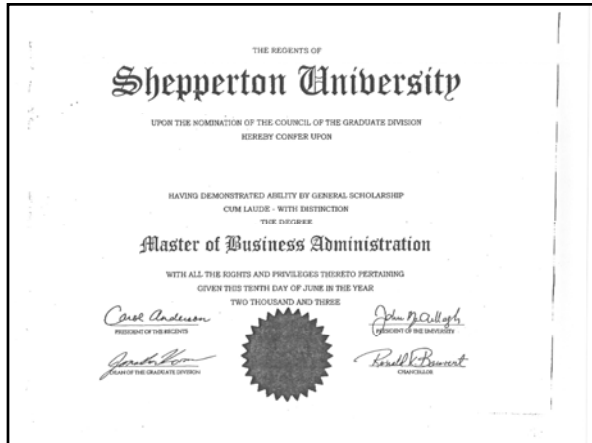 THE REGENTS OF
Shepperton University
UPON THE NOMINATION OF THE COUNCIL OF THE GRADUATE DIVISION
HEREBY CONFER UPON
HAVING DEMONSTRATED ABILITY BY GENERAL SCHOLARSHIP
CUM LAUDE - WITH DISTINCTION
THE DEGREE
Master of Business Administration
WITH ALL THE RIGHTS AND PRIVILEGES THERETO PERTAINING
GIVEN THIS TENTH DAY OF JUNE IN THE YEAR
TWO THOUSAND AND THREE
Carol Anderson
PRESIDENT OF THE REGENTS
John
PRESIDENT OF THE UNIVERSITY
DEAN OF THE GRADUATE DIVISION
Ronald
CHANCELLOR